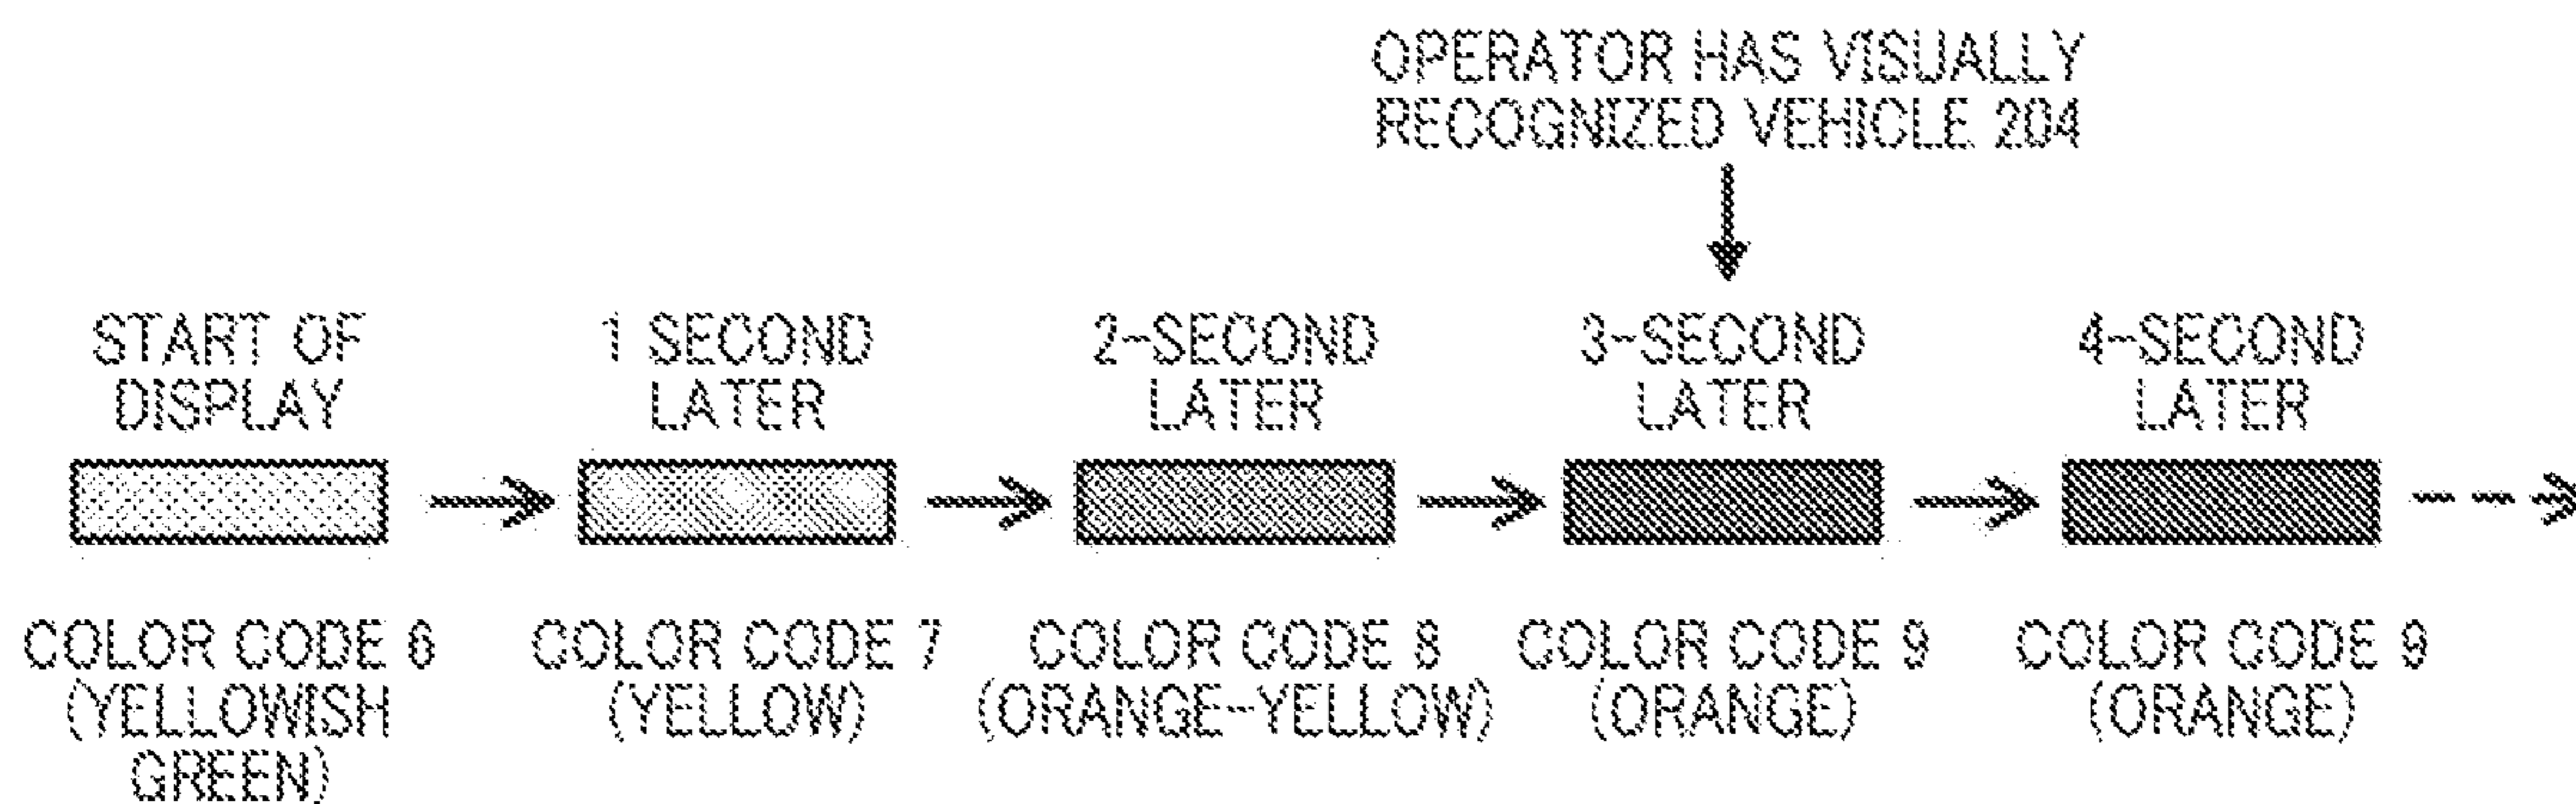 OPERATOR HAS VISUALLY
RECOGNIZED VEHICLE 204
START OF
DISPLAY
1 SECOND
LATER
2-SECOND
LATER
3-SECOND
LATER
4-SECOND
LATER
COLOR CODE 6
(YELLOWISH
GREEN)
COLOR CODE 7
(YELLOW)
COLOR CODE 8
(ORANGE-YELLOW)
COLOR CODE 9
(ORANGE)
COLOR CODE 9
(ORANGE)